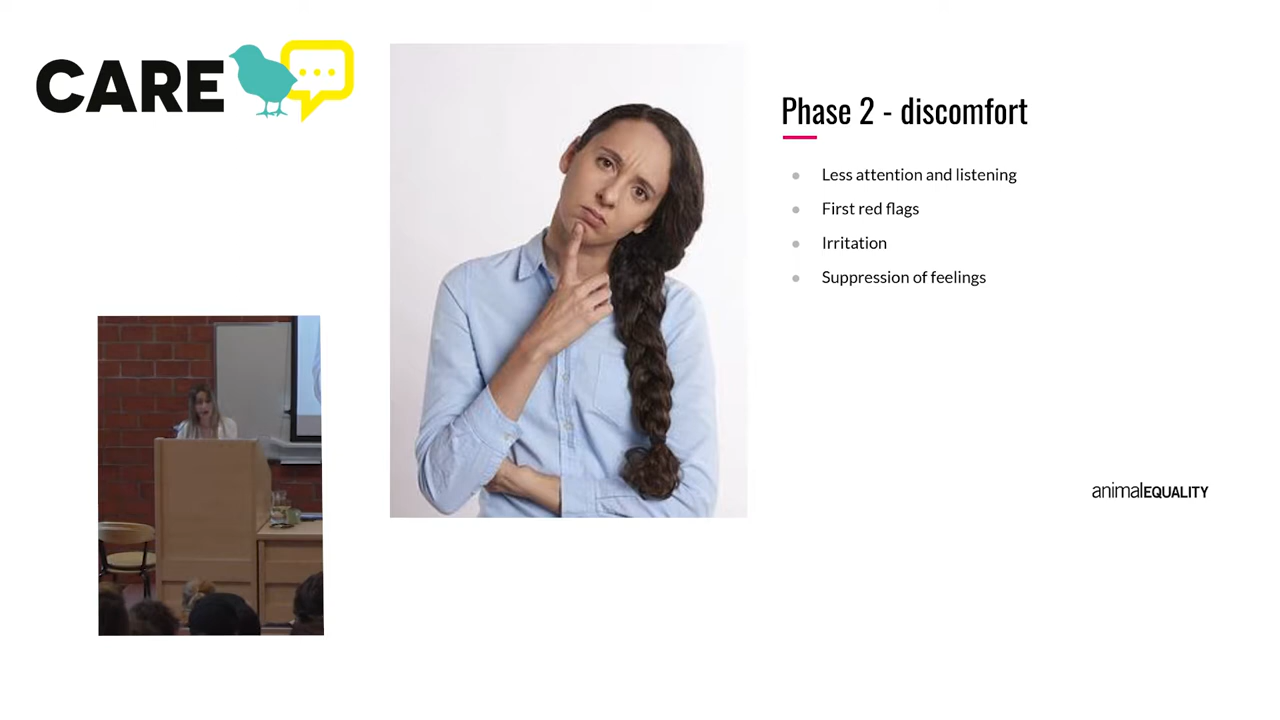 CARE
Phase 2 - discomfort
Less attention and listening
First red flags
Irritation
Suppression of feelings
animalEQUALITY